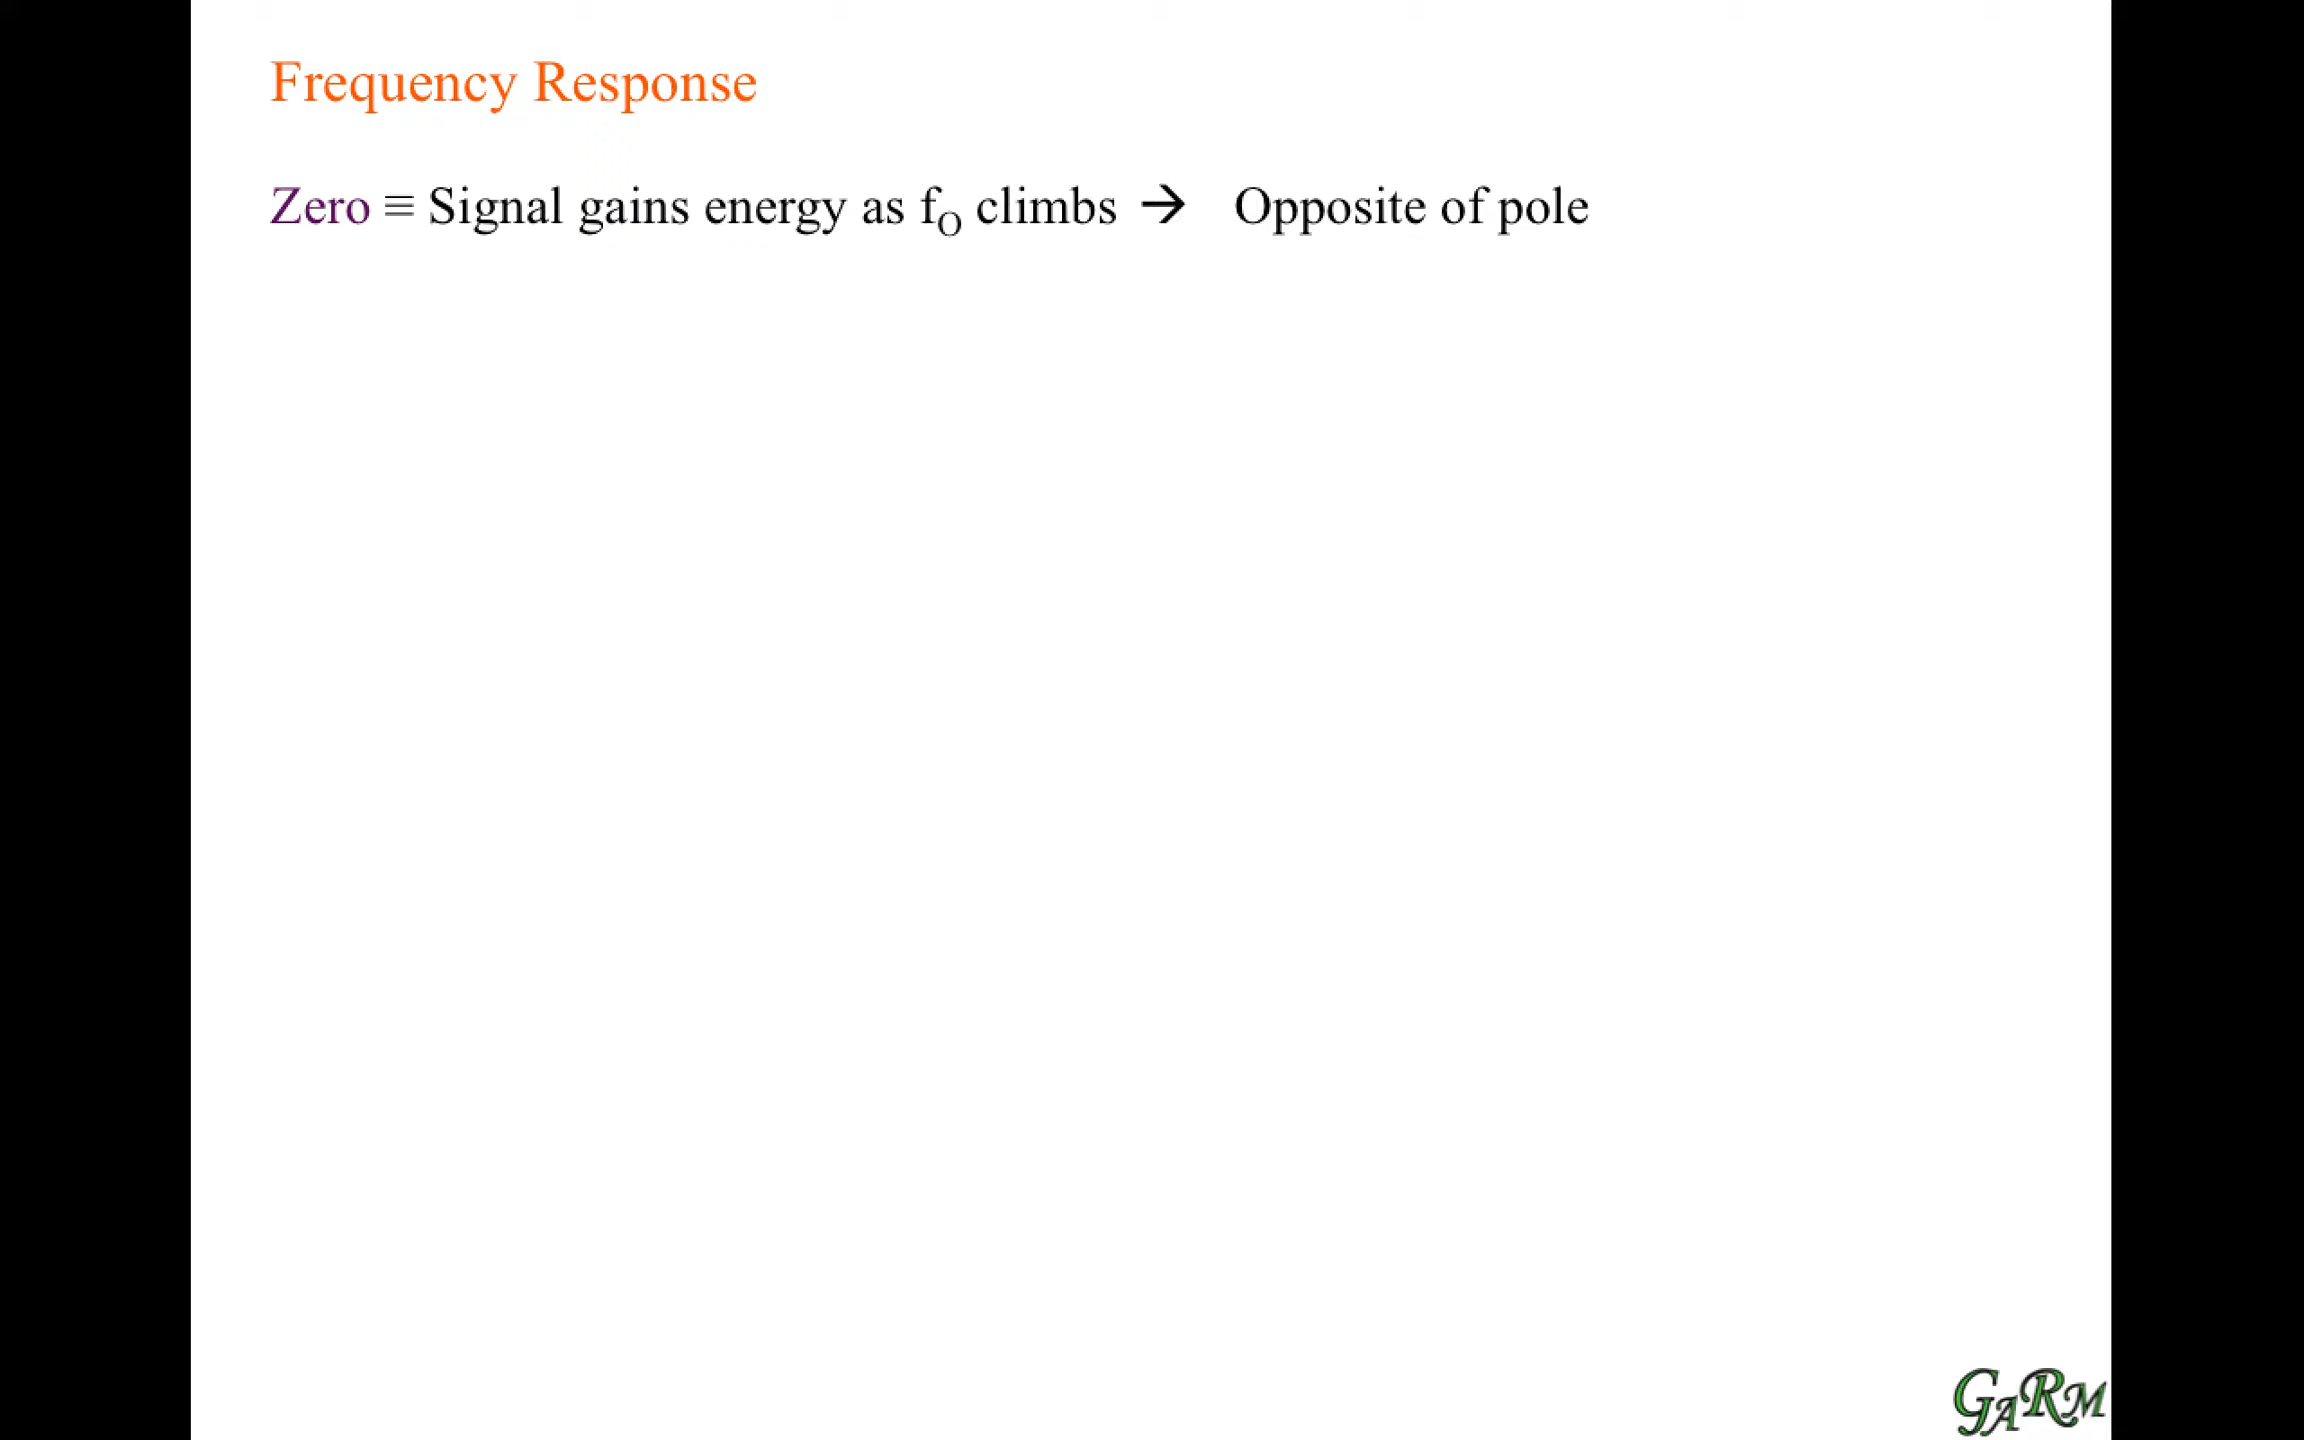 Frequency Response
Zero ≡ Signal gains energy as fO climbs → Opposite of pole
GARM